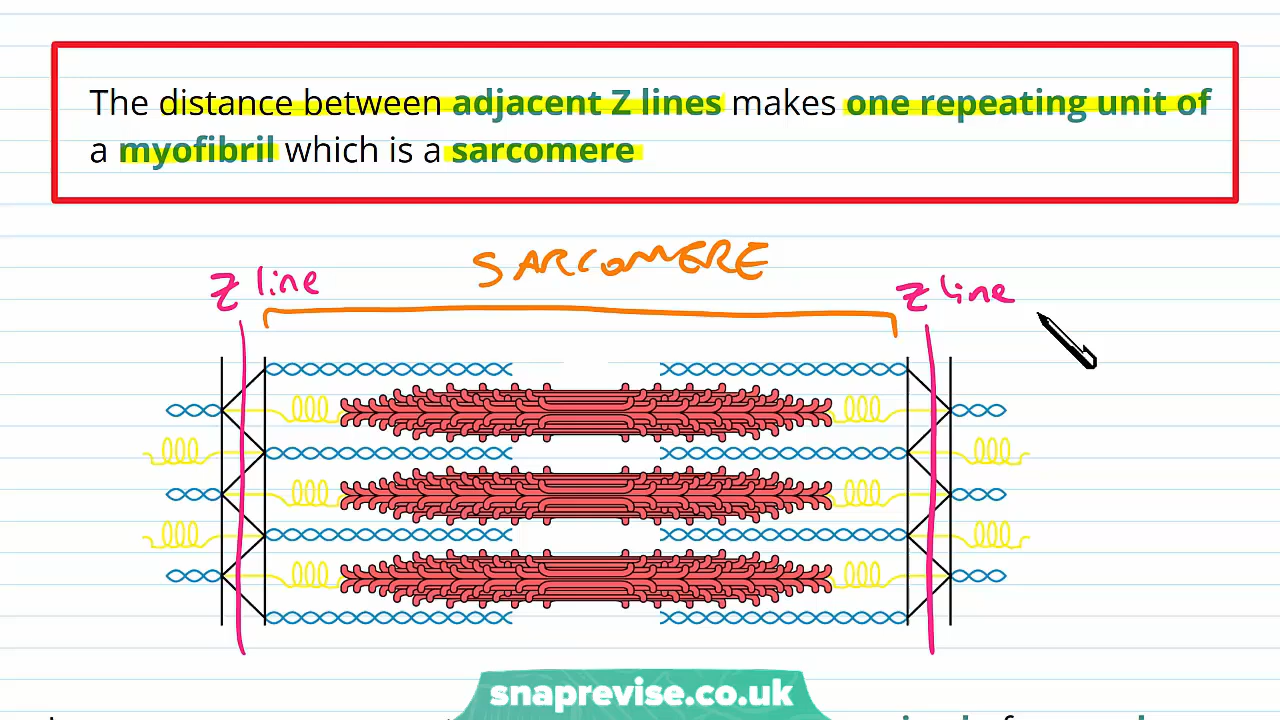 The distance between adjacent Z lines makes one repeating unit of
a myofibril which is a sarcomere
SARCOMERE
Z line
Z line
snaprevise.co.uk